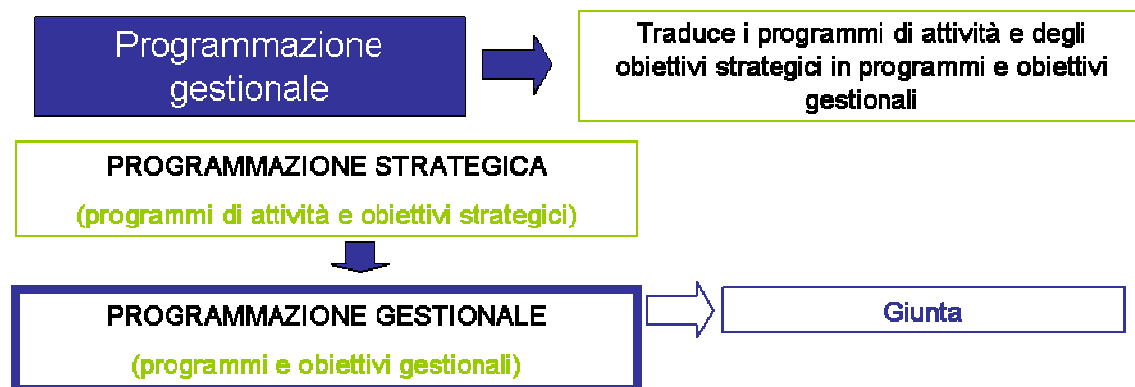 Programmazione
gestionale
Traduce i programmi di attività e degli
obiettivi strategici in programmi e obiettivi
gestionali
PROGRAMMAZIONE STRATEGICA
(programmi di attività e obiettivi strategici)
PROGRAMMAZIONE GESTIONALE
(programmi e obiettivi gestionali)
Giunta